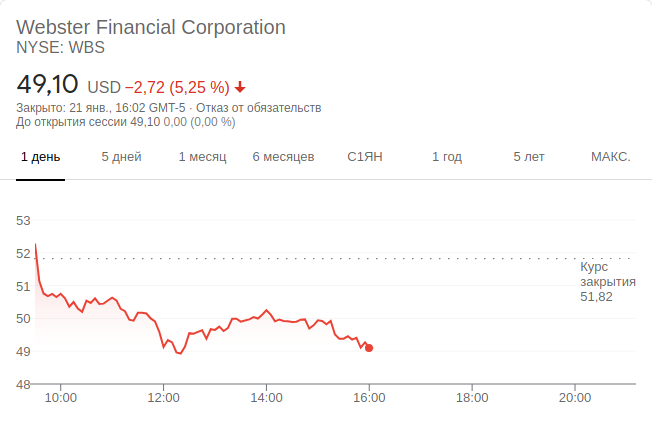 Webster Financial Corporation
NYSE: WBS
49,10 USD −2,72 (5,25 %) ↓
Закрыто: 21 янв., 16:02 GMT-5 · Отказ от обязательств
До открытия сессии 49,10 0,00 (0,00 %)
1 день 5 дней 1 месяц 6 месяцев С1ЯН 1 год 5 лет МАКС.
53
52
Курс
закрытия
51,82
51
50
49
48
10:00 12:00 14:00 16:00 18:00 20:00